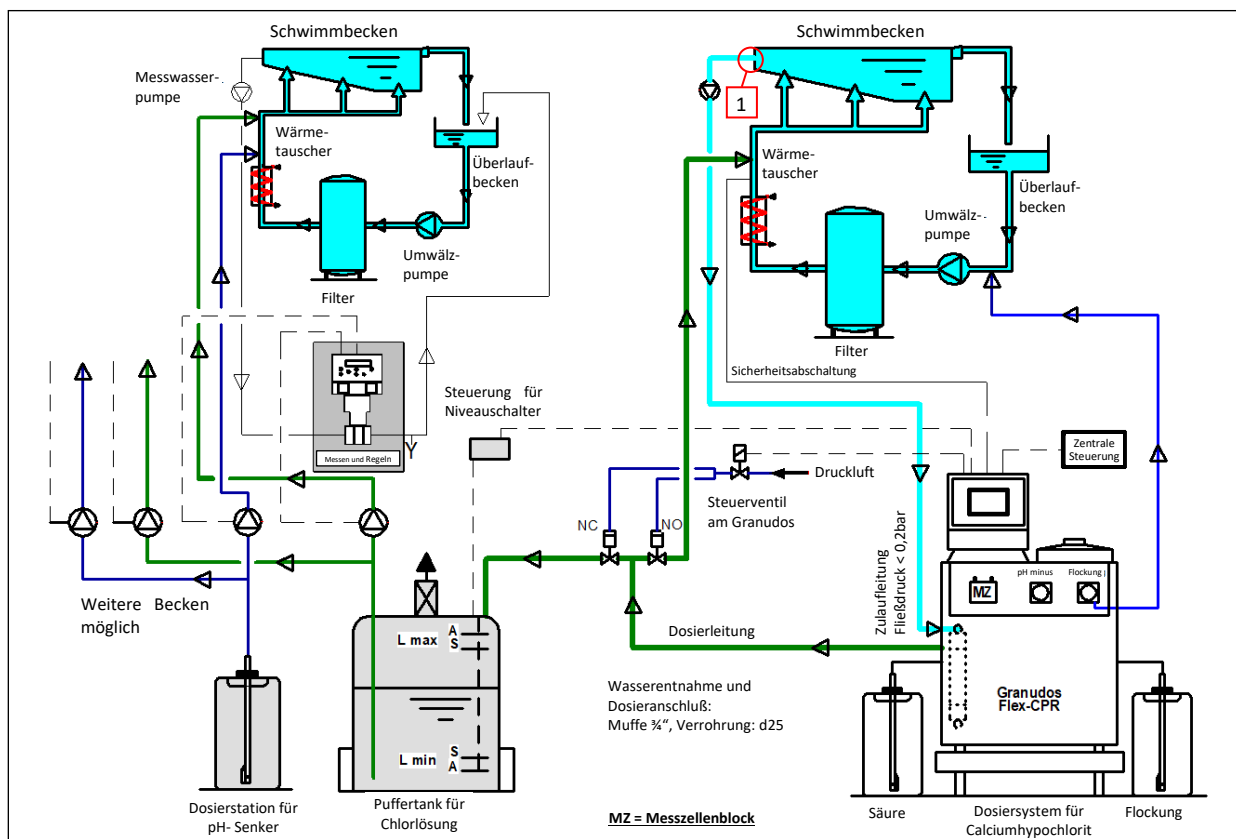 Schwimmbecken
Schwimmbecken
Messwasser-
pumpe
1
Wärme-
tauscher
Überlauf-
becken
Umwälz-
pumpe
Filter
Wärme-
tauscher
Überlauf-
becken
Umwälz-
pumpe
Filter
Sicherheitsabschaltung
Steuerung für
Niveauschalter
Messen und Regeln
Y
Zentrale
Steuerung
Druckluft
Steuerventil
am Granudos
NC
NO
Zulaufleitung
Fließdruck < 0,2bar
MZ
pH minus
Flockung
Weitere Becken
möglich
Dosierleitung
L max
A
S
L min
S
A
Wasserentnahme und
Dosieranschluß:
Muffe ¾“, Verrohrung: d25
Granudos
Flex-CPR
Dosierstation für
pH- Senker
Puffertank für
Chlorlösung
MZ = Messzellenblock
Säure
Dosiersystem für
Calciumhypochlorit
Flockung